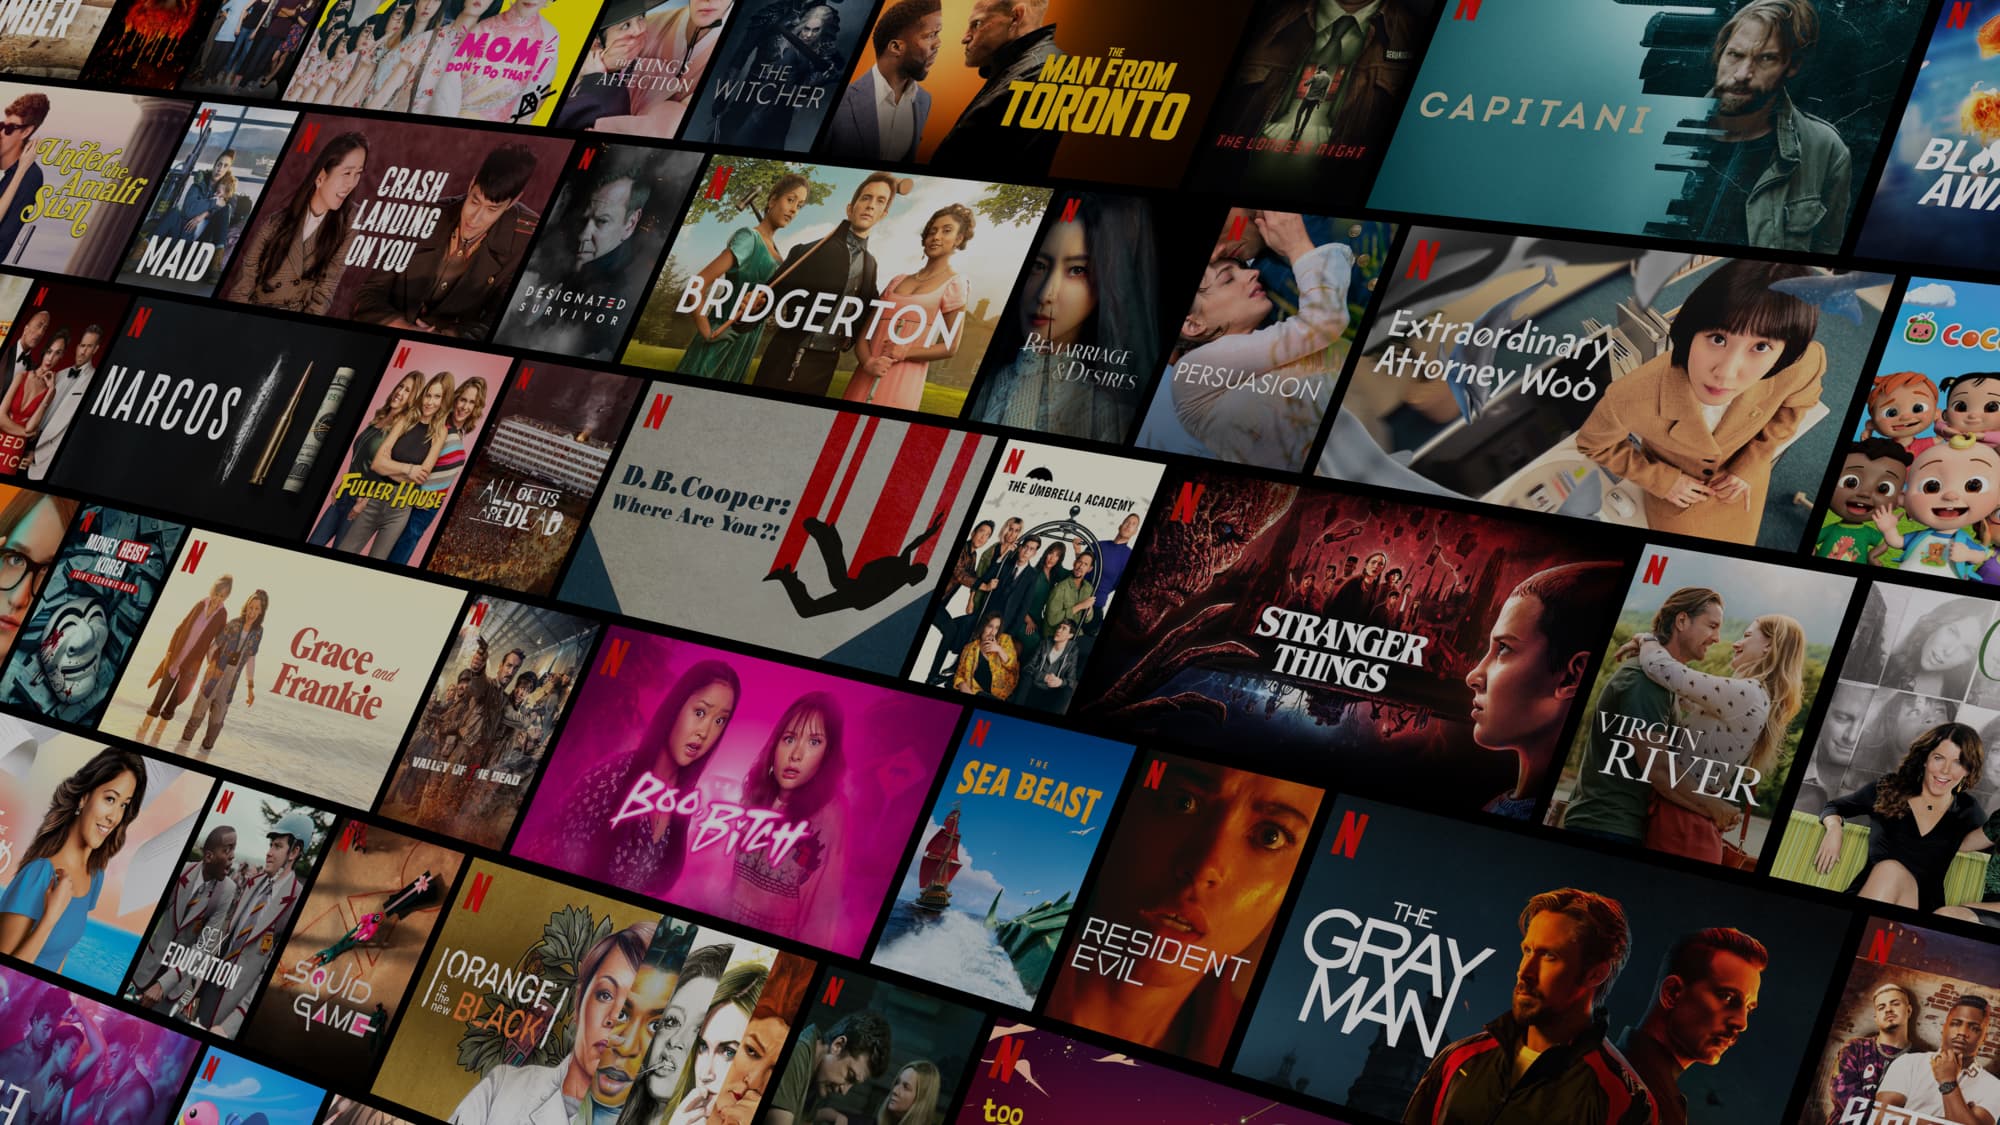 MBER
MOM
DON'T DO THAT!
THE KING'S
AFFECTION
THE
WITCHER
THE
MAN FROM
TORONTO
THE LONGEST NIGHT
CAPITANI
BLOW
AWA
Under the
Amalfi
Sun
MAID
CRASH
LANDING
ON YOU
DESIGNATED
SURVIVOR
BRIDGERTON
REMARRIAGE
& DESIRES
PERSUASION
Extraordinary
Attorney Woo
COCO
RED
TICE
NARCOS
FULLER HOUSE
ALL OF US
ARE DEAD
D.B. Cooper:
Where Are You?!
THE UMBRELLA ACADEMY
STRANGER
THINGS
VIRGIN
RIVER
MONEY HEIST
KOREA
JOINT ECONOMIC AREA
Grace and
Frankie
VALLEY OF THE DEAD
BOO, BITCH
THE
SEA BEAST
RESIDENT
EVIL
THE
GRAY
MAN
SEX
EDUCATION
SQUID
GAME
ORANGE
is the new
BLACK
too